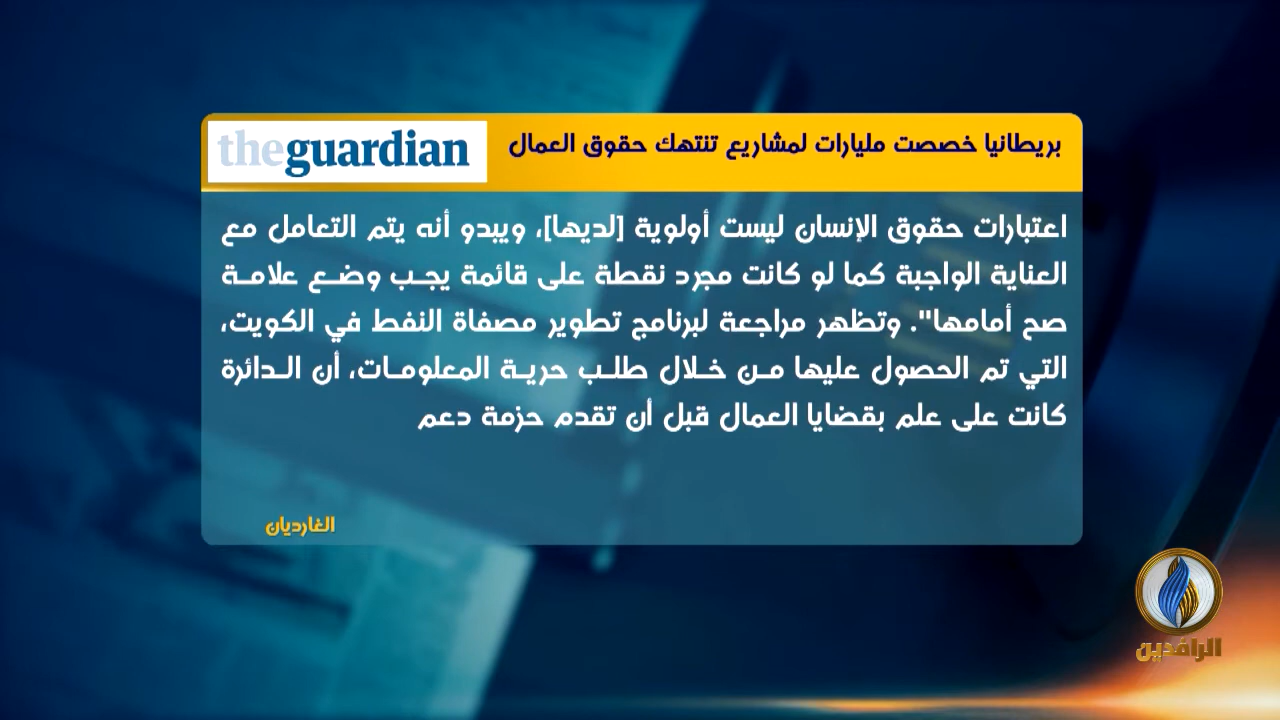 بريطانيا خصصت مليارات لمشاريع تنتهك حقوق العمال
theguardian
اعتبارات حقوق الإنسان ليست أولوية [لديها]، ويبدو أنه يتم التعامل مع
العناية الواجبة كما لو كانت مجرد نقطة على قائمة يجب وضع علامة
صح أمامها". وتظهر مراجعة لبرنامج تطوير مصفاة النفط في الكويت،
التي تم الحصول عليها من خلال طلب حرية المعلومات، أن الدائرة
كانت على علم بقضايا العمال قبل أن تقدم حزمة دعم
الغارديان
الرافدين